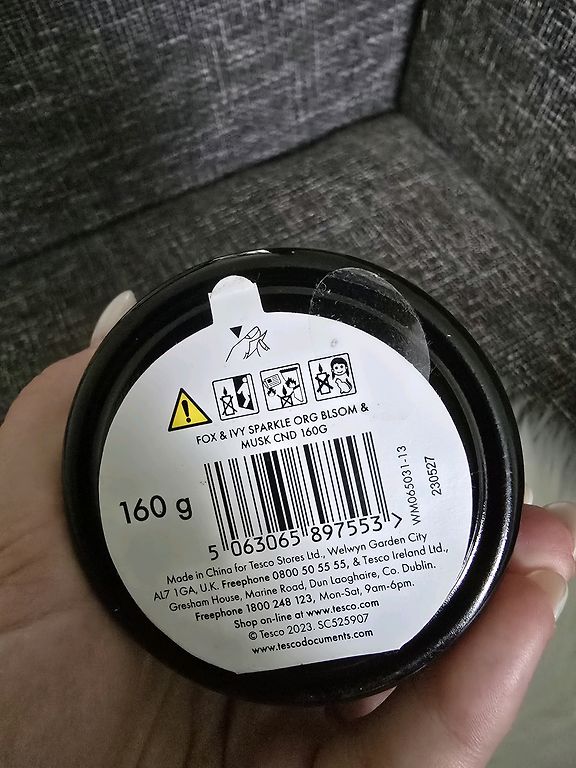 FOX & IVY SPARKLE ORG BLSOM &
MUSK CND 160G
160 g
5 063065 897553 >
WM065031-13
230527
Made in China for Tesco Stores Ltd., Welwyn Garden City
AL7 1GA, U.K. Freephone 0800 50 55 55, & Tesco Ireland Ltd.,
Gresham House, Marine Road, Dun Laoghaire, Co. Dublin.
Freephone 1800 248 123, Mon-Sat, 9am-6pm.
Shop on-line at www.tesco.com
© Tesco 2023. SC525907
www.tescodocuments.com